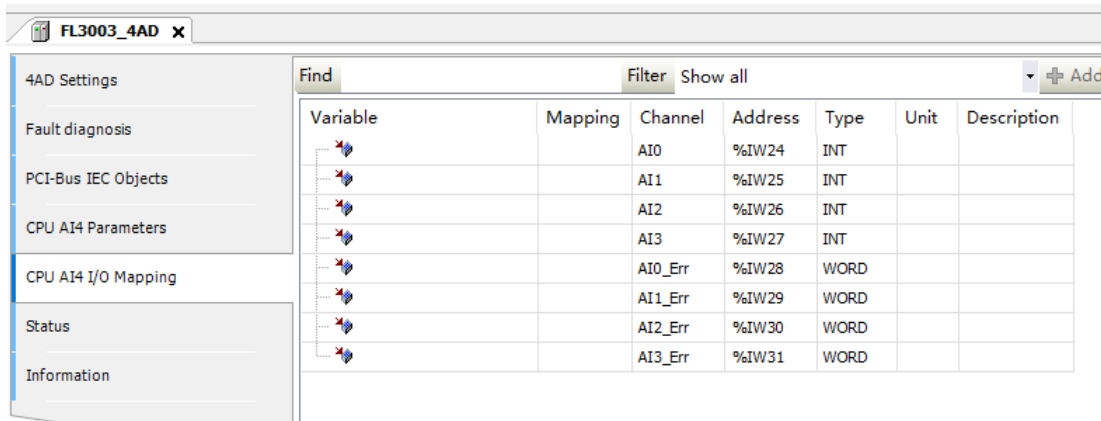 FL3003_4AD x
4AD Settings
Fault diagnosis
PCI-Bus IEC Objects
CPU AI4 Parameters
CPU AI4 I/O Mapping
Status
Information
Find Filter Show all Add
Variable Mapping Channel Address Type Unit Description
AI0 %IW24 INT
AI1 %IW25 INT
AI2 %IW26 INT
AI3 %IW27 INT
AI0_Err %IW28 WORD
AI1_Err %IW29 WORD
AI2_Err %IW30 WORD
AI3_Err %IW31 WORD